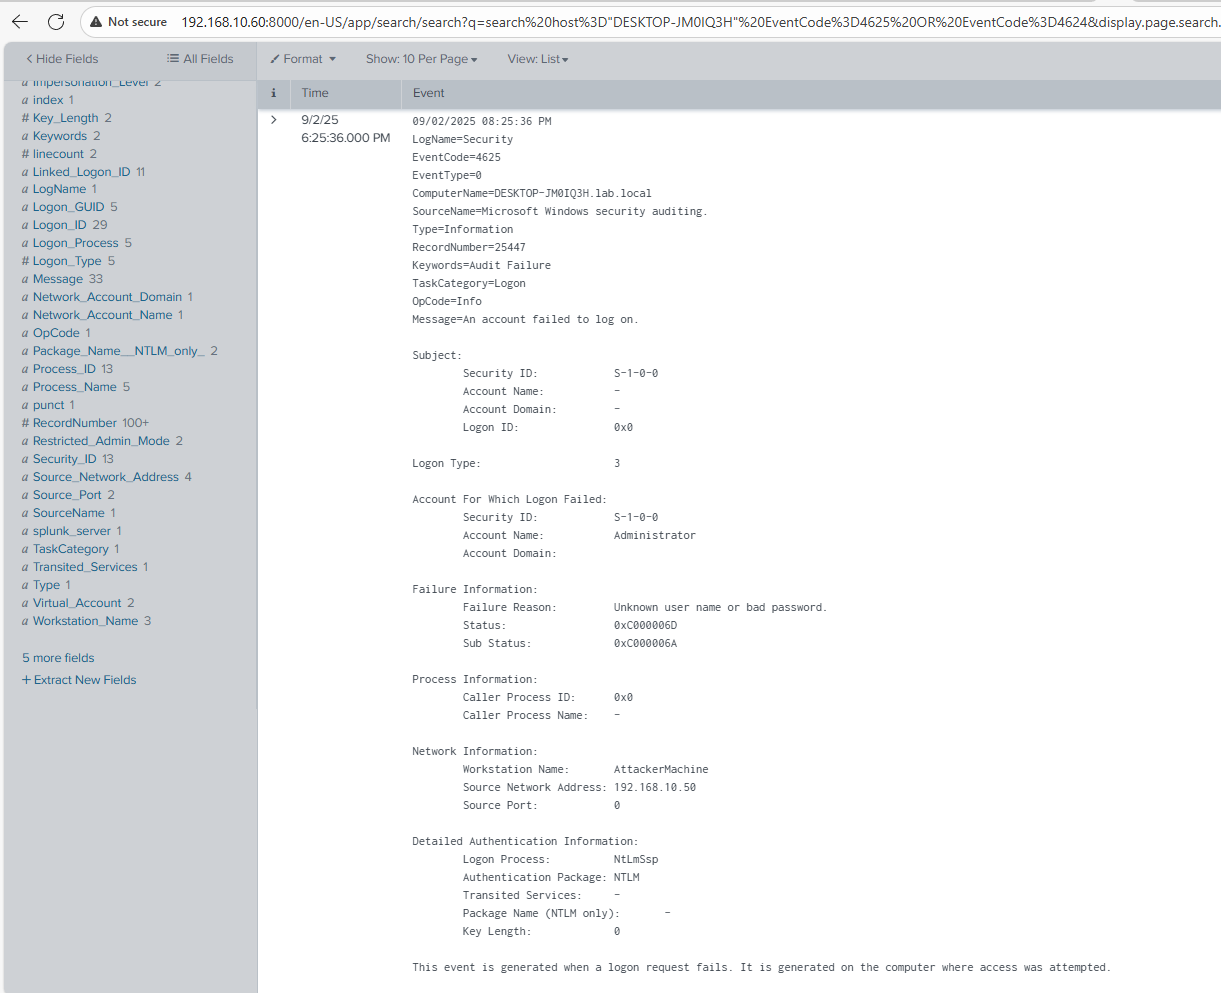 Not secure 192.168.10.60:8000/en-US/app/search/search?q=search%20host%3D"DESKTOP-JM0IQ3H"%20EventCode%3D4625%20OR%20EventCode%3D4624&display.page.search.
Hide Fields All Fields
Format Show: 10 Per Page View: List
i Time Event
a Impersonation_Level 2
a index 1
# Key_Length 2
a Keywords 2
# linecount 2
a Linked_Logon_ID 11
a LogName 1
a Logon_GUID 5
a Logon_ID 29
a Logon_Process 5
# Logon_Type 5
a Message 33
a Network_Account_Domain 1
a Network_Account_Name 1
a OpCode 1
a Package_Name__NTLM_only_ 2
a Process_ID 13
a Process_Name 5
a punct 1
# RecordNumber 100+
a Restricted_Admin_Mode 2
a Security_ID 13
a Source_Network_Address 4
a Source_Port 2
a SourceName 1
a splunk_server 1
a TaskCategory 1
a Transited_Services 1
a Type 1
a Virtual_Account 2
a Workstation_Name 3
5 more fields
+ Extract New Fields
9/2/25
6:25:36.000 PM
09/02/2025 08:25:36 PM
LogName=Security
EventCode=4625
EventType=0
ComputerName=DESKTOP-JM0IQ3H.lab.local
SourceName=Microsoft Windows security auditing.
Type=Information
RecordNumber=25447
Keywords=Audit Failure
TaskCategory=Logon
OpCode=Info
Message=An account failed to log on.
Subject:
Security ID: S-1-0-0
Account Name: -
Account Domain: -
Logon ID: 0x0
Logon Type: 3
Account For Which Logon Failed:
Security ID: S-1-0-0
Account Name: Administrator
Account Domain:
Failure Information:
Failure Reason: Unknown user name or bad password.
Status: 0xC000006D
Sub Status: 0xC000006A
Process Information:
Caller Process ID: 0x0
Caller Process Name: -
Network Information:
Workstation Name: AttackerMachine
Source Network Address: 192.168.10.50
Source Port: 0
Detailed Authentication Information:
Logon Process: NtLmSsp
Authentication Package: NTLM
Transited Services: -
Package Name (NTLM only): -
Key Length: 0
This event is generated when a logon request fails. It is generated on the computer where access was attempted.